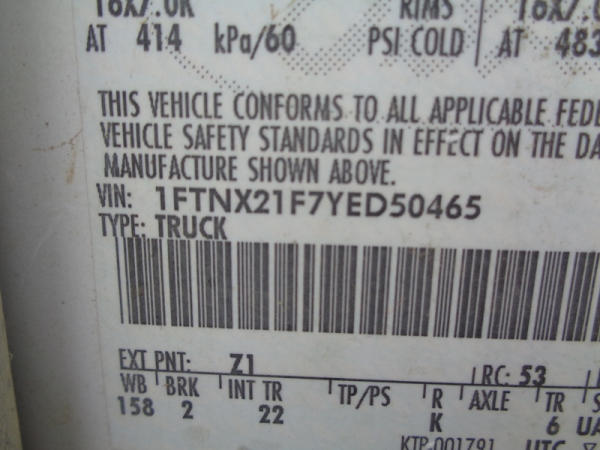 16X7.0K RIMS 16X7.0
AT 414 kPa/60 PSI COLD AT 483
THIS VEHICLE CONFORMS TO ALL APPLICABLE FEDE
VEHICLE SAFETY STANDARDS IN EFFECT ON THE DA
MANUFACTURE SHOWN ABOVE.
VIN: 1FTNX21F7YED50465
TYPE: TRUCK
EXT PNT: Z1 RC: 53
WB BRK INT TR TP/PS R AXLE TR S
158 2 22 K 6 UA
KTP-001791 UTC